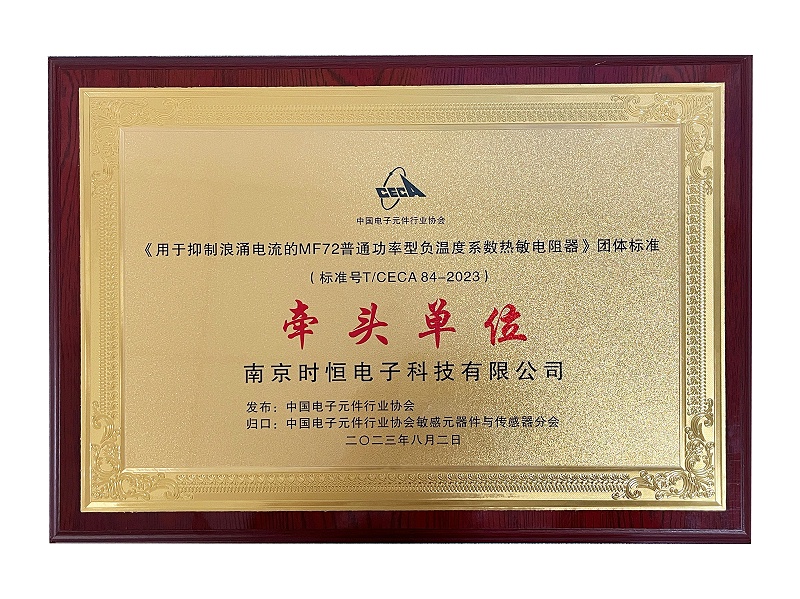 CECA
中国电子元件行业协会
《用于抑制浪涌电流的MF72普通功率型负温度系数热敏电阻器》团体标准
（标准号T/CECA 84-2023）
牵头单位
南京时恒电子科技有限公司
发布：中国电子元件行业协会
归口：中国电子元件行业协会敏感元器件与传感器分会
二〇二三年八月二日